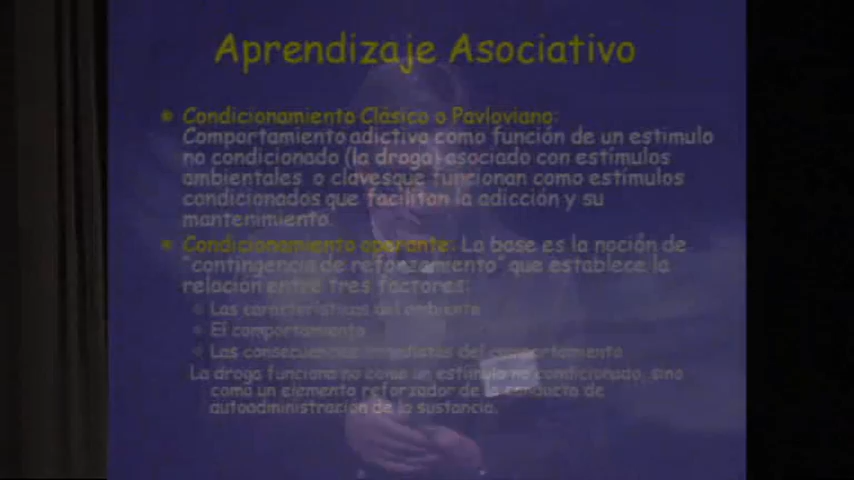 Aprendizaje Asociativo
Condicionamiento Clásico o Pavloviano:
Comportamiento adictivo como función de un estimulo
no condicionado (la droga) asociado con estímulos
ambientales o clavesque funcionan como estímulos
condicionados que facilitan la adicción y su
mantenimiento.
Condicionamiento operante: La base es la noción de
"contingencia de reforzamiento" que establece la
relación entre tres factores:
Las características del ambiente
El comportamiento
Las consecuencias inmediatas del comportamiento
La droga funciona no como un estímulo no condicionado, sino
como un elemento reforzador de la conducta de
autoadministración de la sustancia.